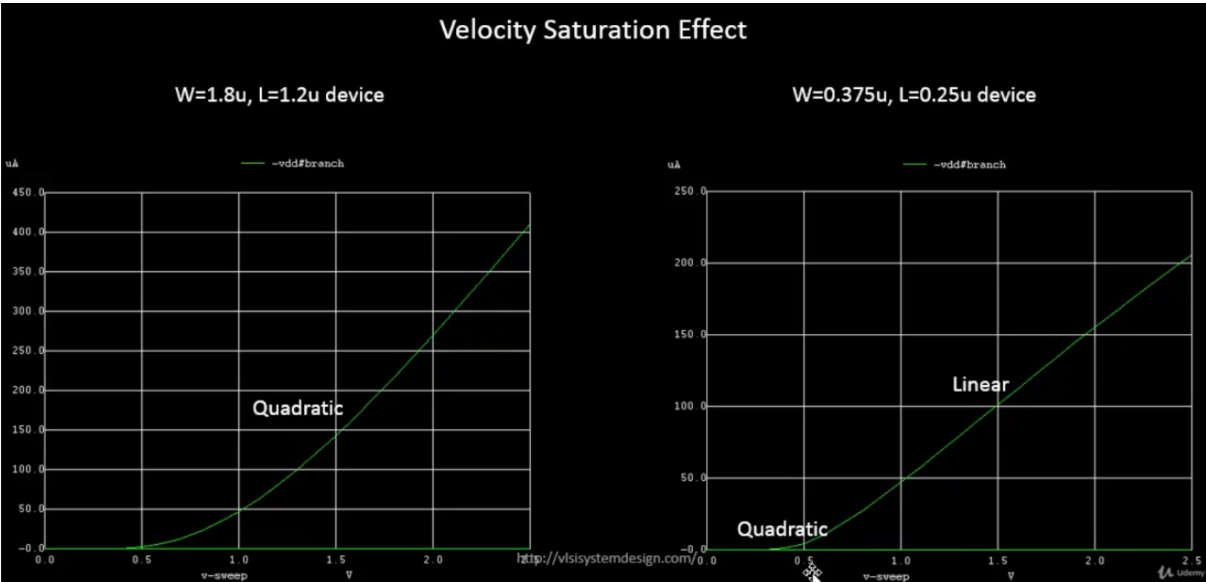 Velocity Saturation Effect
W=1.8u, L=1.2u device
W=0.375u, L=0.25u device
uA
-vdd#branch
450.0
400.0
350.0
300.0
250.0
200.0
150.0
100.0
50.0
-0.0
Quadratic
0.0 0.5 1.0 1.5 2.0
v-sweep V
uA
-vdd#branch
250.0
200.0
150.0
100.0
50.0
-0.0
Linear
Quadratic
0.0 0.5 1.0 1.5 2.0 2.5
v-sweep V
http://vlsisystemdesign.com/
Udemy